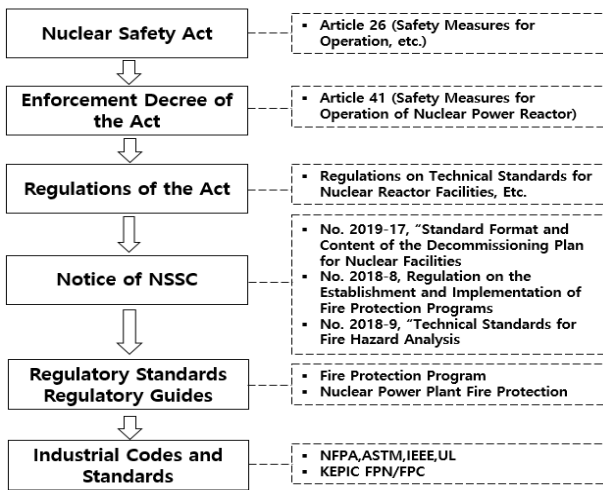 Nuclear Safety Act
▪ Article 26 (Safety Measures for
Operation, etc.)
Enforcement Decree of
the Act
▪ Article 41 (Safety Measures for
Operation of Nuclear Power Reactor)
Regulations of the Act
▪ Regulations on Technical Standards for
Nuclear Reactor Facilities, Etc.
Notice of NSSC
▪ No. 2019-17, “Standard Format and
Content of the Decommissioning Plan
for Nuclear Facilities
▪ No. 2018-8, Regulation on the
Establishment and Implementation of
Fire Protection Programs
▪ No. 2018-9, “Technical Standards for
Fire Hazard Analysis
Regulatory Standards
Regulatory Guides
▪ Fire Protection Program
▪ Nuclear Power Plant Fire Protection
Industrial Codes and
Standards
▪ NFPA,ASTM,IEEE,UL
▪ KEPIC FPN/FPC